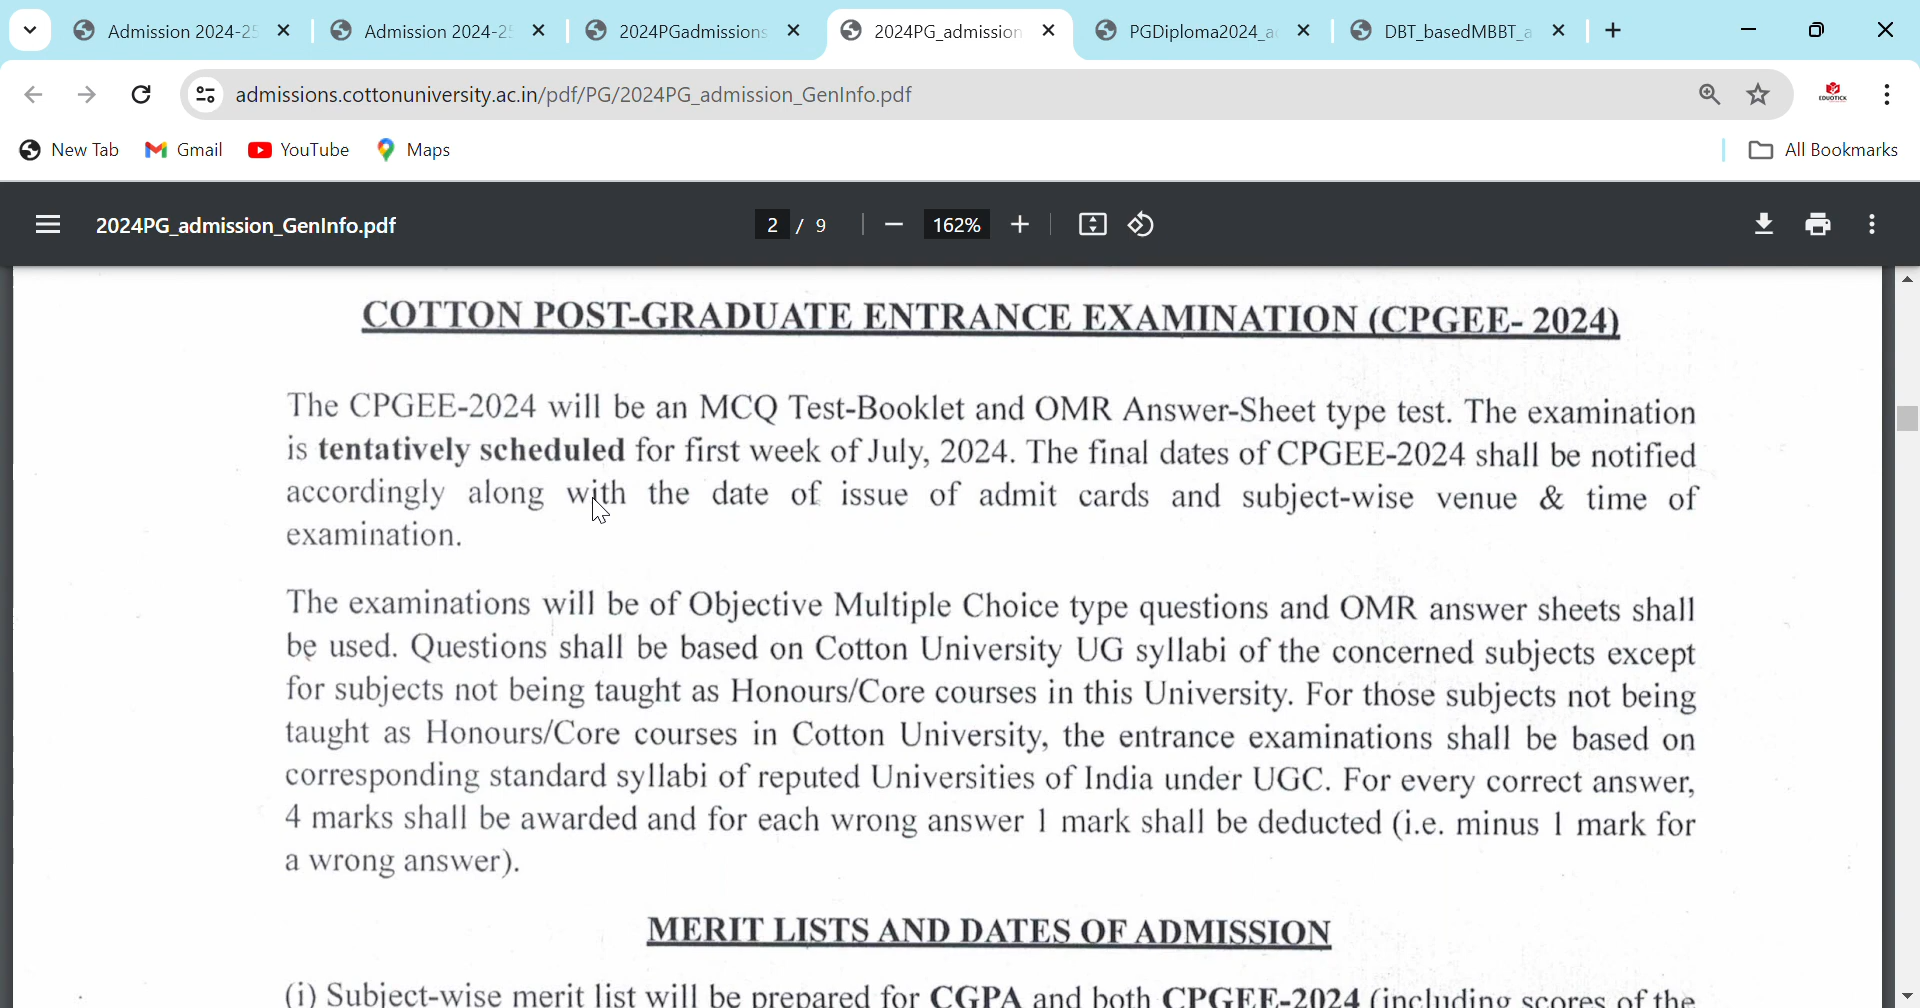 Admission 2024-25
Admission 2024-25
2024PGadmissions
2024PG_admission
PGDiploma2024_a
DBT_basedMBBT_a
admissions.cottonuniversity.ac.in/pdf/PG/2024PG_admission_GenInfo.pdf
EDUOTICK
New Tab
Gmail
YouTube
Maps
All Bookmarks
2024PG_admission_GenInfo.pdf
2 / 9
162%
COTTON POST-GRADUATE ENTRANCE EXAMINATION (CPGEE- 2024)
The CPGEE-2024 will be an MCQ Test-Booklet and OMR Answer-Sheet type test. The examination
is tentatively scheduled for first week of July, 2024. The final dates of CPGEE-2024 shall be notified
accordingly along with the date of issue of admit cards and subject-wise venue & time of
examination.
The examinations will be of Objective Multiple Choice type questions and OMR answer sheets shall
be used. Questions shall be based on Cotton University UG syllabi of the concerned subjects except
for subjects not being taught as Honours/Core courses in this University. For those subjects not being
taught as Honours/Core courses in Cotton University, the entrance examinations shall be based on
corresponding standard syllabi of reputed Universities of India under UGC. For every correct answer,
4 marks shall be awarded and for each wrong answer 1 mark shall be deducted (i.e. minus 1 mark for
a wrong answer).
MERIT LISTS AND DATES OF ADMISSION
(i) Subject-wise merit list will be prepared for CGPA and both CPGEE-2024 (including scores of the